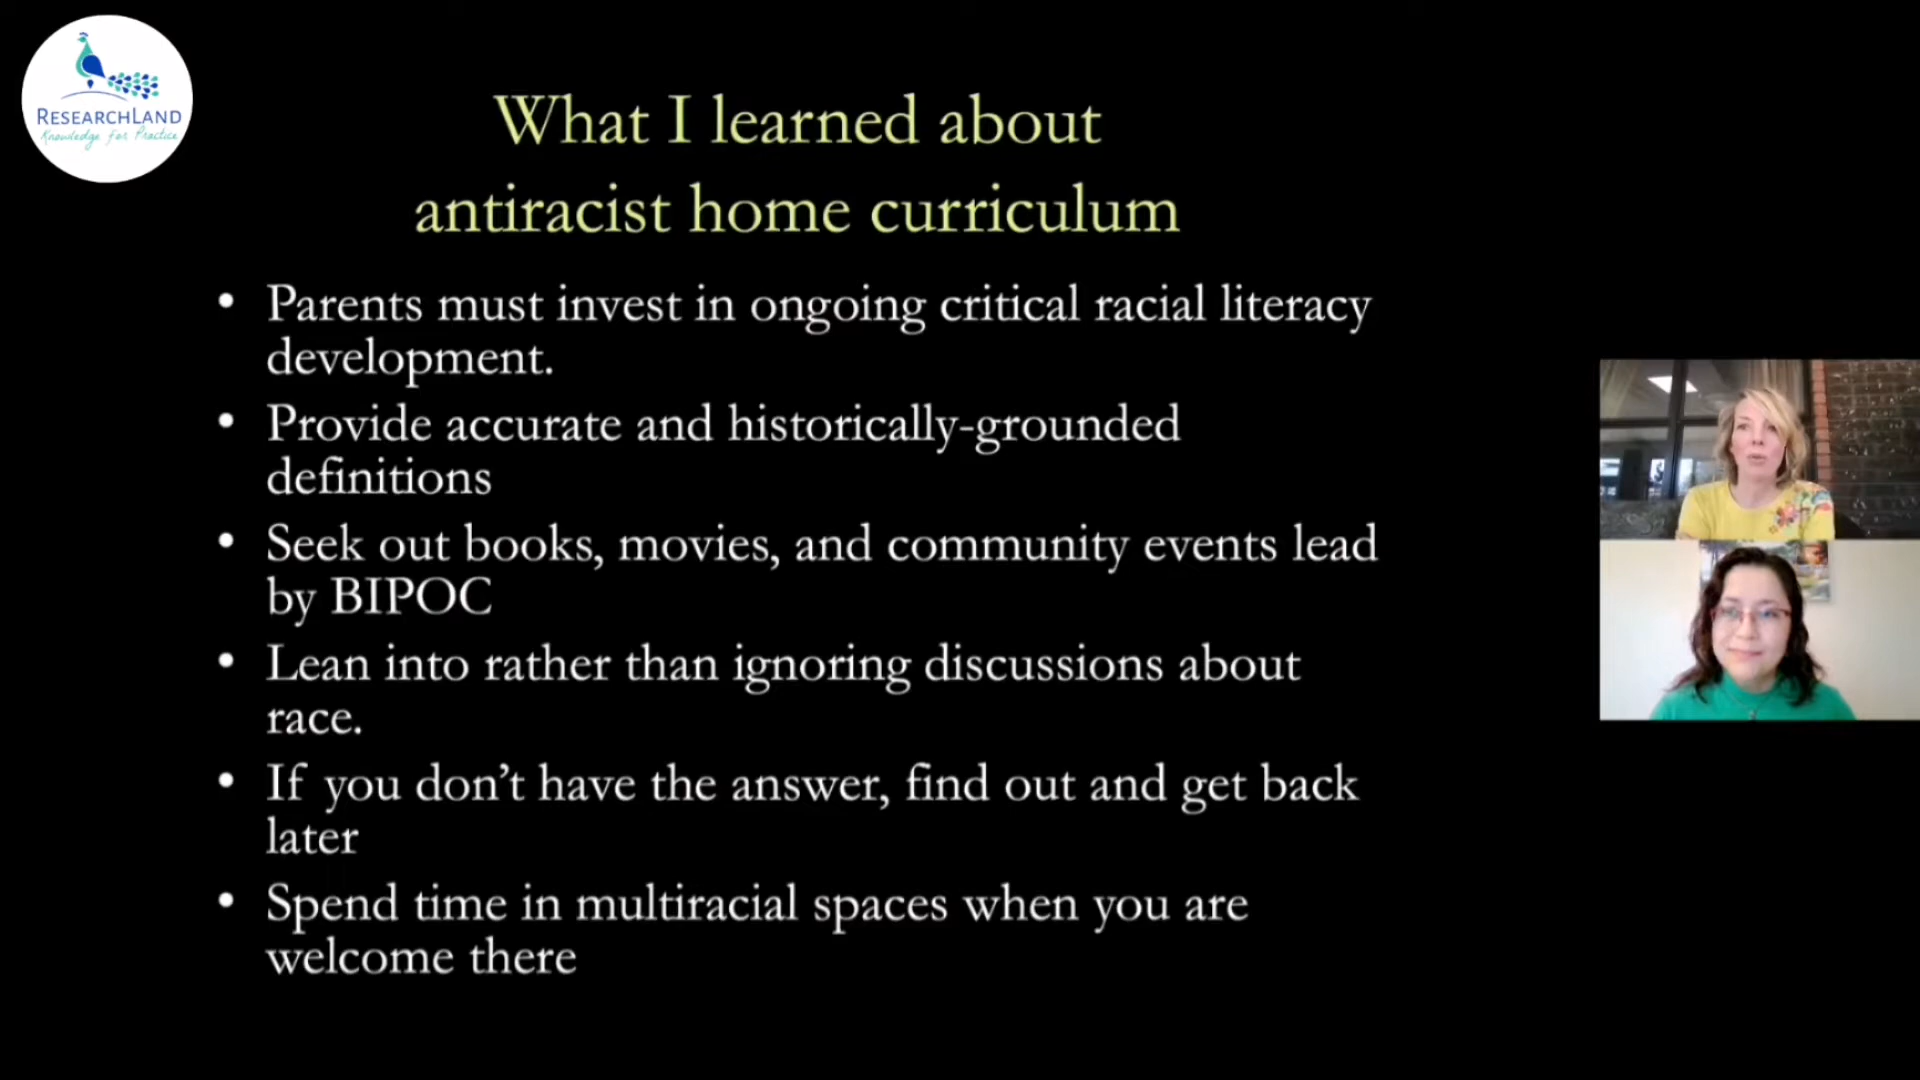 RESEARCHLAND
Knowledge for Practice
What I learned about
antiracist home curriculum
• Parents must invest in ongoing critical racial literacy
development.
• Provide accurate and historically-grounded
definitions
• Seek out books, movies, and community events lead
by BIPOC
• Lean into rather than ignoring discussions about
race.
• If you don’t have the answer, find out and get back
later
• Spend time in multiracial spaces when you are
welcome there